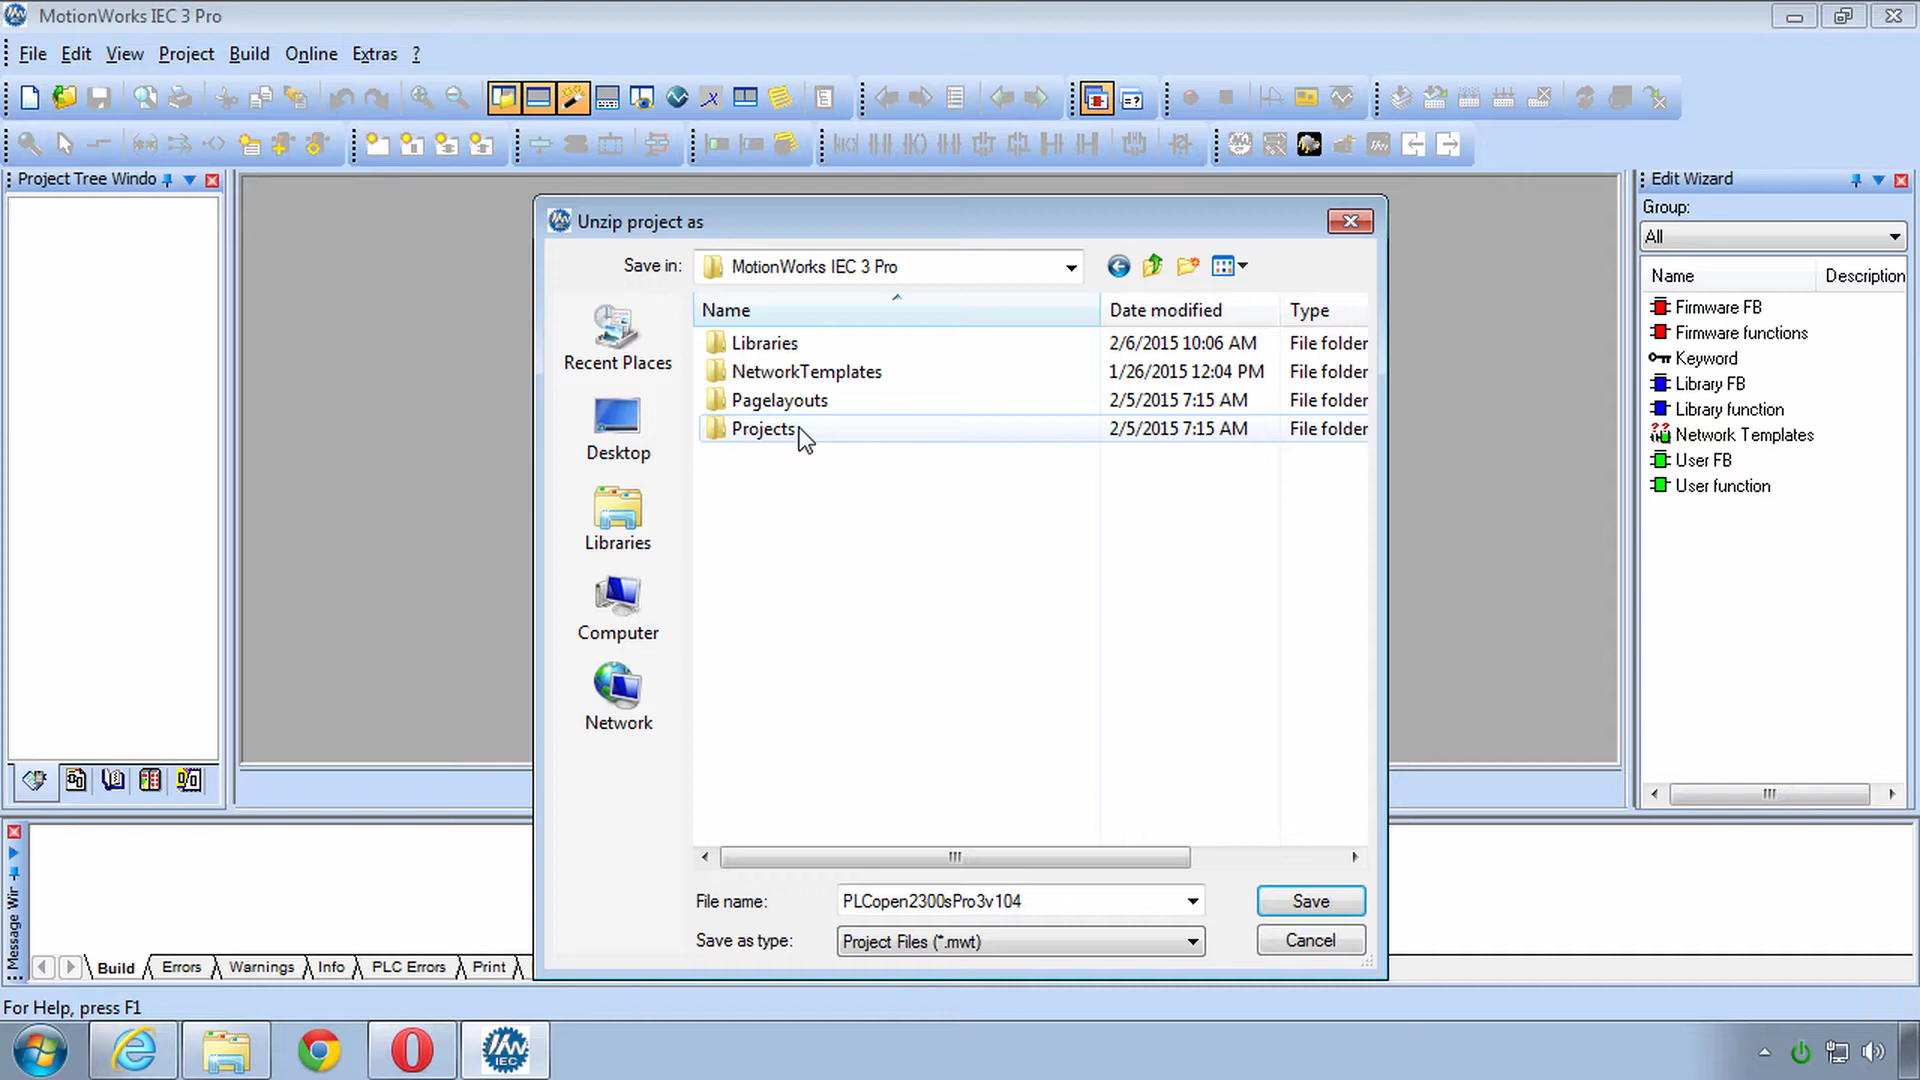 MotionWorks IEC 3 Pro
File Edit View Project Build Online Extras ?
Project Tree Windo
Edit Wizard
Group:
All
Name Description
Firmware FB
Firmware functions
Keyword
Library FB
Library function
Network Templates
User FB
User function
Unzip project as
Save in: MotionWorks IEC 3 Pro
Name Date modified Type
Libraries 2/6/2015 10:06 AM File folder
NetworkTemplates 1/26/2015 12:04 PM File folder
Pagelayouts 2/5/2015 7:15 AM File folder
Projects 2/5/2015 7:15 AM File folder
Recent Places
Desktop
Libraries
Computer
Network
File name: PLCopen2300sPro3v104 Save
Save as type: Project Files (*.mwt) Cancel
Message Wir
Build Errors Warnings Info PLC Errors Print
For Help, press F1
IEC